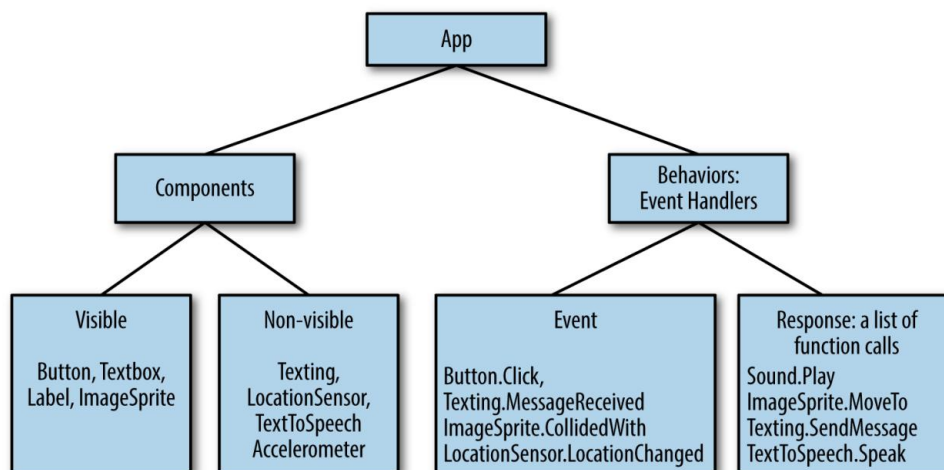 App
Components
Behaviors:
Event Handlers
Visible
Button, Textbox,
Label, ImageSprite
Non-visible
Texting,
LocationSensor,
TextToSpeech
Accelerometer
Event
Button.Click,
Texting.MessageReceived
ImageSprite.CollidedWith
LocationSensor.LocationChanged
Response: a list of
function calls
Sound.Play
ImageSprite.MoveTo
Texting.SendMessage
TextToSpeech.Speak